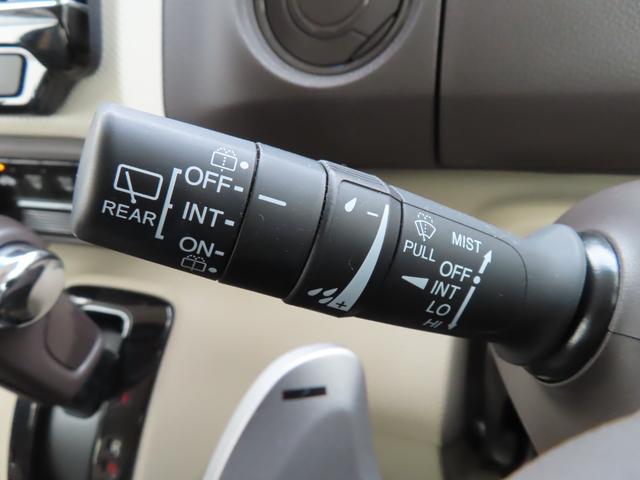 REAR
OFF-
INT-
ON-
-
+
PULL
MIST
OFF
INT
LO
HI